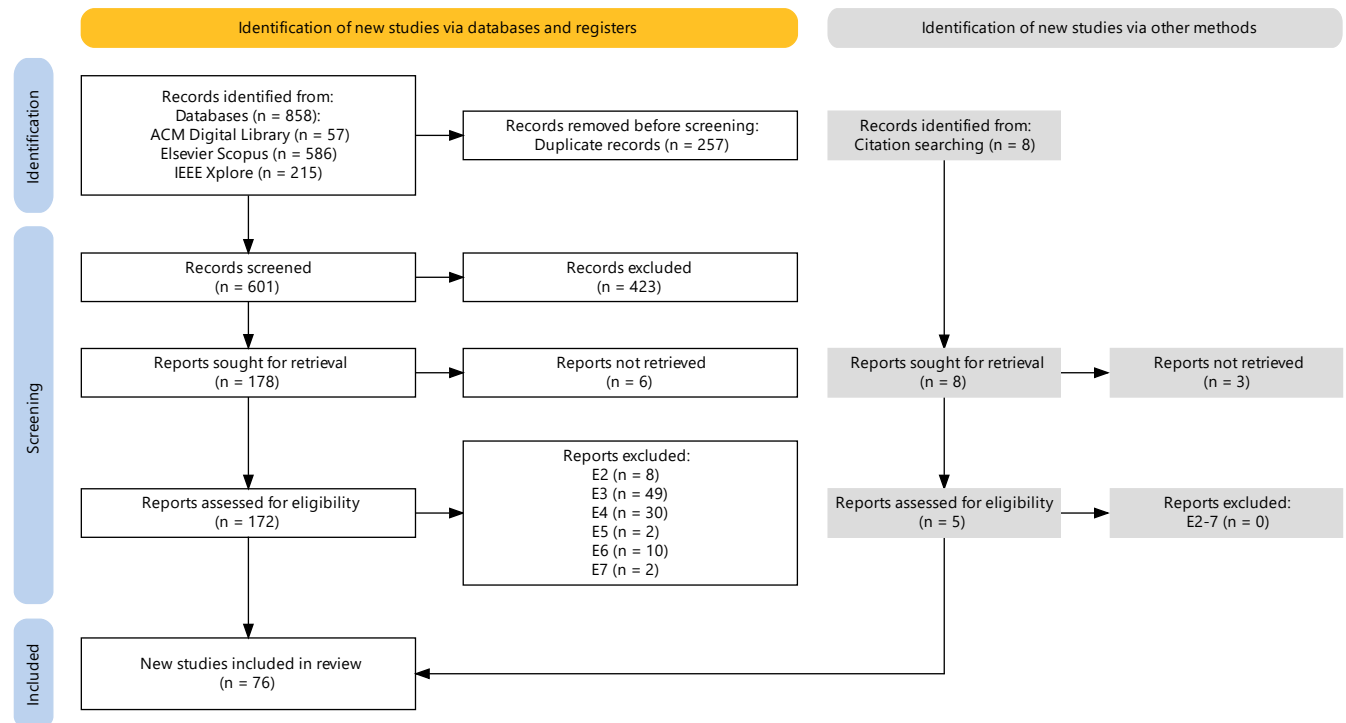 Identification of new studies via databases and registers
Identification of new studies via other methods
Identification
Records identified from:
Databases (n = 858):
ACM Digital Library (n = 57)
Elsevier Scopus (n = 586)
IEEE Xplore (n = 215)
Records removed before screening:
Duplicate records (n = 257)
Records identified from:
Citation searching (n = 8)
Screening
Records screened
(n = 601)
Records excluded
(n = 423)
Reports sought for retrieval
(n = 178)
Reports not retrieved
(n = 6)
Reports sought for retrieval
(n = 8)
Reports not retrieved
(n = 3)
Reports assessed for eligibility
(n = 172)
Reports excluded:
E2 (n = 8)
E3 (n = 49)
E4 (n = 30)
E5 (n = 2)
E6 (n = 10)
E7 (n = 2)
Reports assessed for eligibility
(n = 5)
Reports excluded:
E2-7 (n = 0)
Included
New studies included in review
(n = 76)